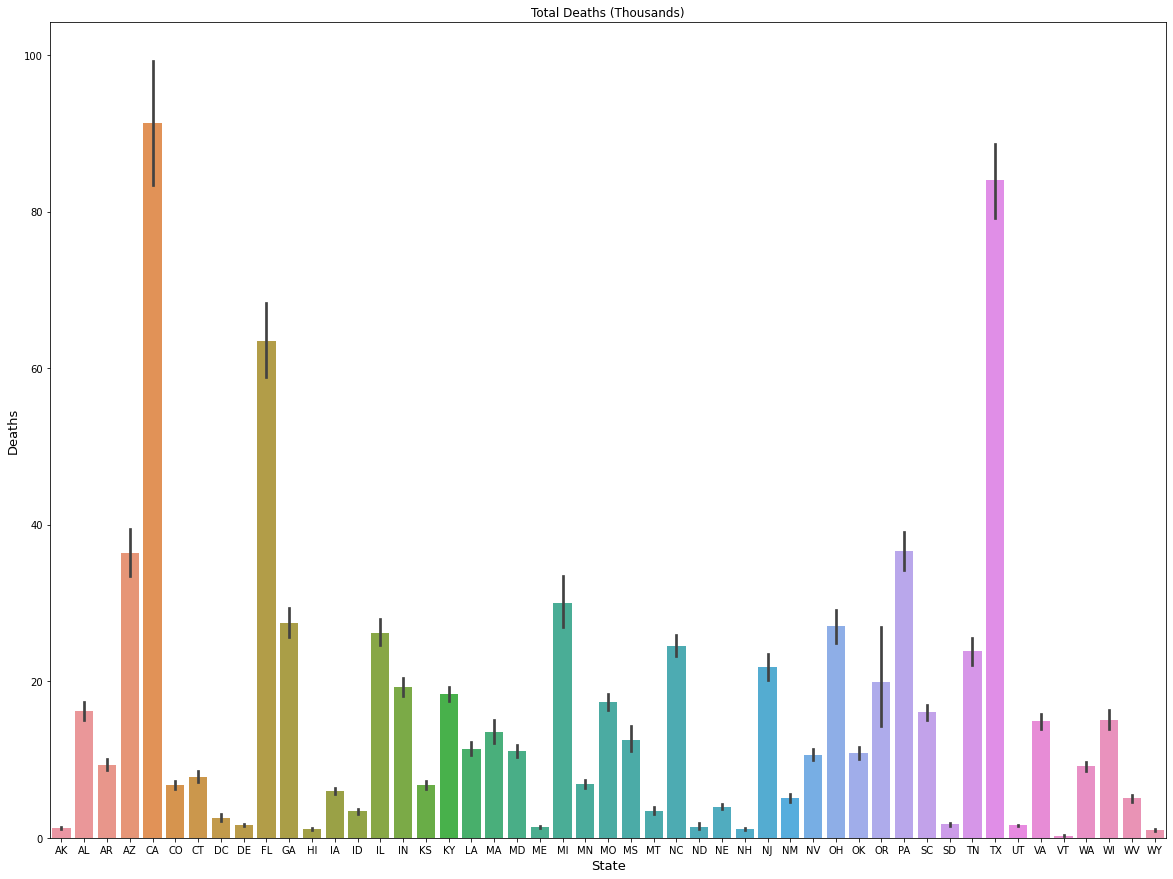 Total Deaths (Thousands)
100
80
60
40
20
0
Deaths
AK AL AR AZ CA CO CT DC DE FL GA HI IA ID IL IN KS KY LA MA MD ME MI MN MO MS MT NC ND NE NH NJ NM NV OH OK OR PA SC SD TN TX UT VA VT WA WI WV WY
State